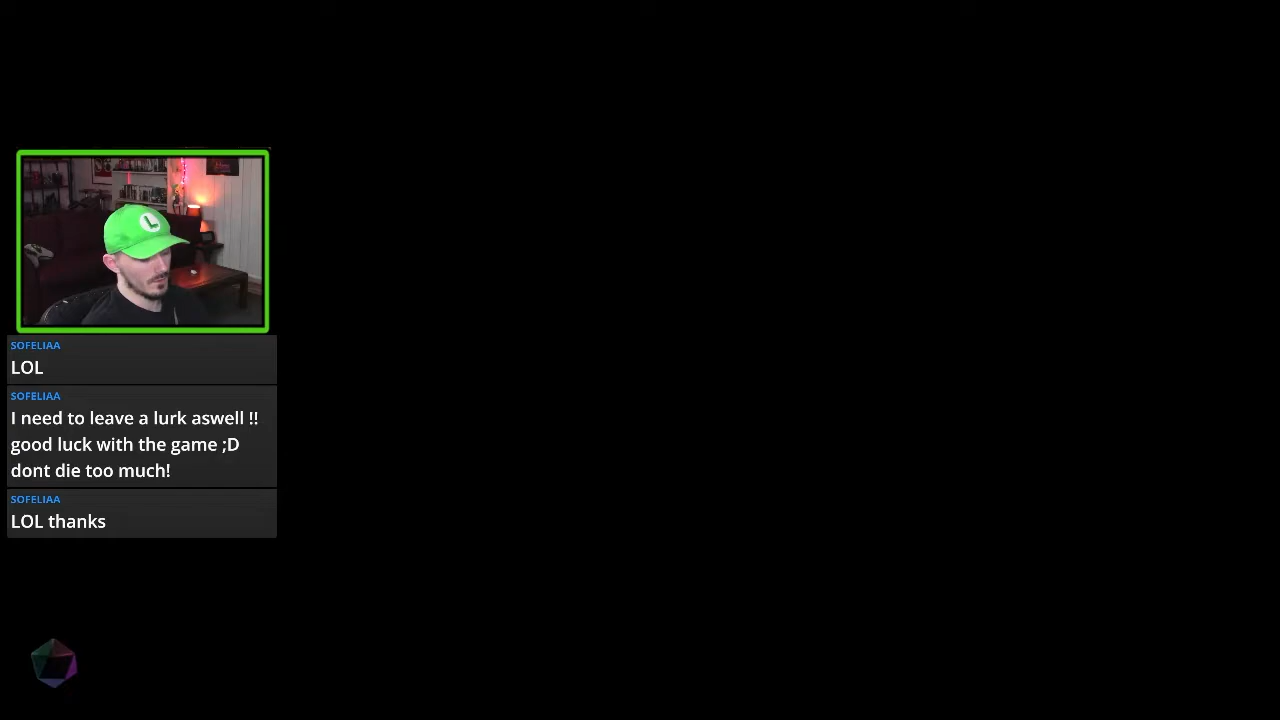 L
SOFELIAA
LOL
SOFELIAA
I need to leave a lurk aswell !!
good luck with the game ;D
dont die too much!
SOFELIAA
LOL thanks